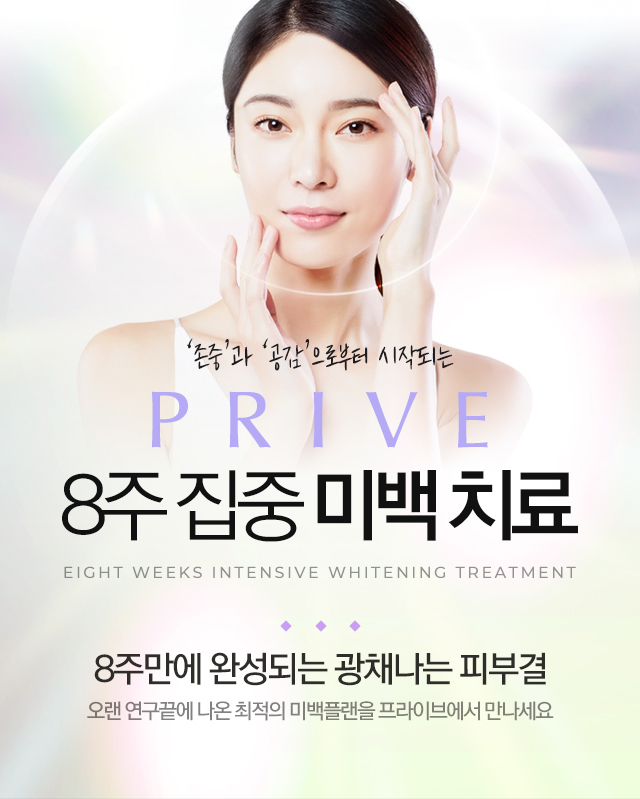 ‘존중’과 ‘공감’으로부터 시작되는
PRIVE
8주 집중 미백 치료
EIGHT WEEKS INTENSIVE WHITENING TREATMENT
8주만에 완성되는 광채나는 피부결
오랜 연구끝에 나온 최적의 미백플랜을 프라이브에서 만나세요